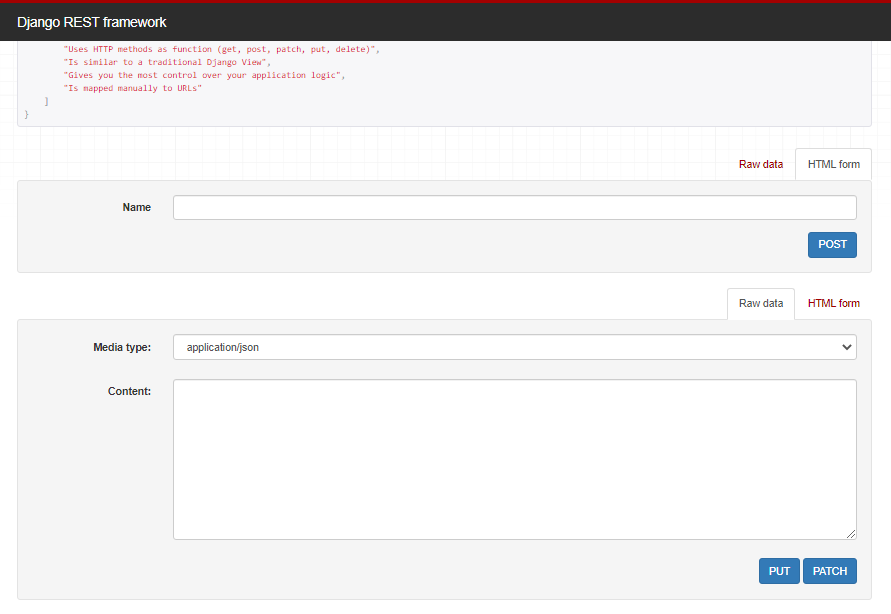 Django REST framework
"Uses HTTP methods as function (get, post, patch, put, delete)",
"Is similar to a traditional Django View",
"Gives you the most control over your application logic",
"Is mapped manually to URLs"
]
}
Raw data HTML form
Name
POST
Raw data HTML form
Media type: application/json
Content:
PUT PATCH